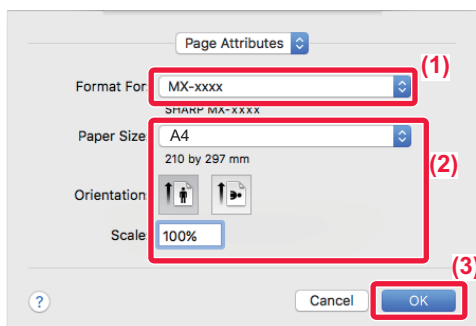 Page Attributes
(1)
Format For: MX-xxxx
SHARP MX-xxxx
Paper Size: A4
210 by 297 mm
(2)
Orientation:
Scale: 100%
(3)
? Cancel OK